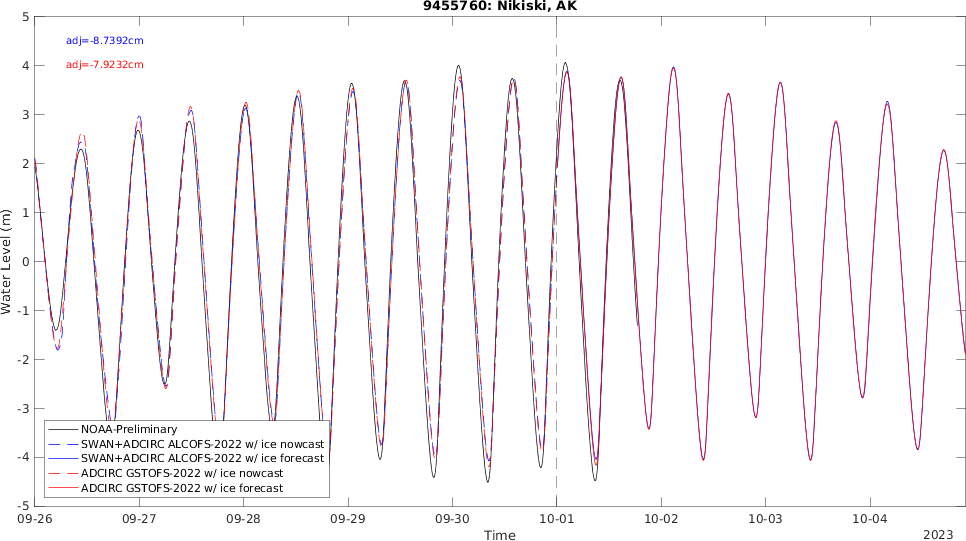 9455760: Nikiski, AK
adj=-8.7392cm
adj=-7.9232cm
Water Level (m)
5
4
3
2
1
0
-1
-2
-3
-4
-5
NOAA-Preliminary
SWAN+ADCIRC ALCOFS-2022 w/ ice nowcast
SWAN+ADCIRC ALCOFS-2022 w/ ice forecast
ADCIRC GSTOFS-2022 w/ ice nowcast
ADCIRC GSTOFS-2022 w/ ice forecast
09-26 09-27 09-28 09-29 09-30 10-01 10-02 10-03 10-04
Time
2023